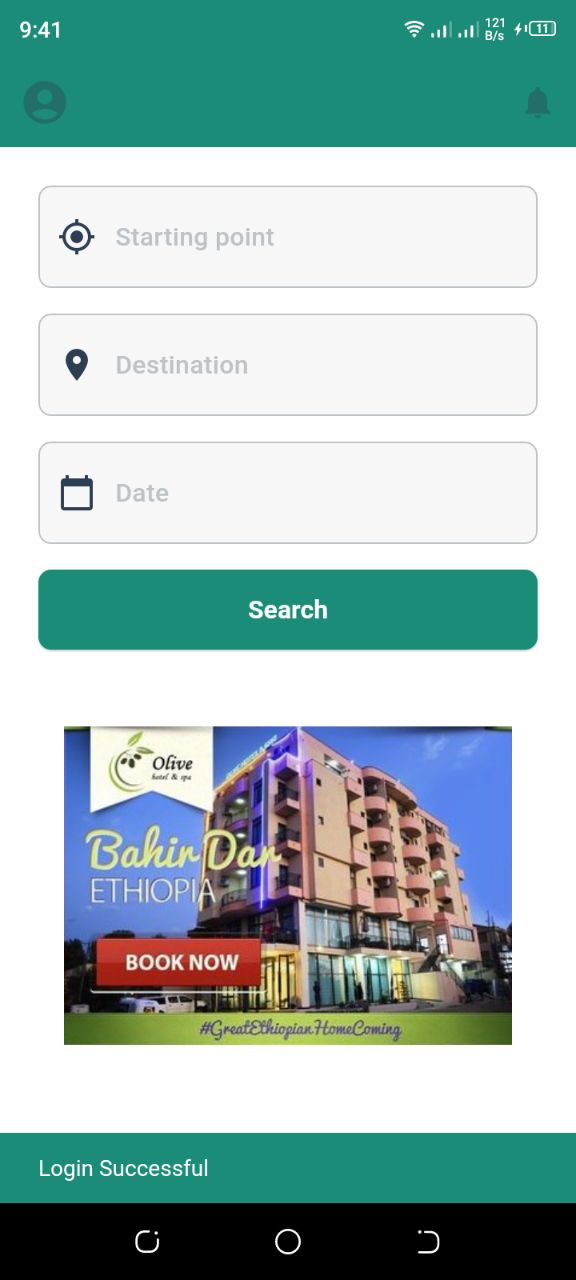 9:41
121
B/s
11
Starting point
Destination
Date
Search
Olive
hotel & spa
Bahir Dar
ETHIOPIA
BOOK NOW
#GreatEthiopianHomeComing
Login Successful